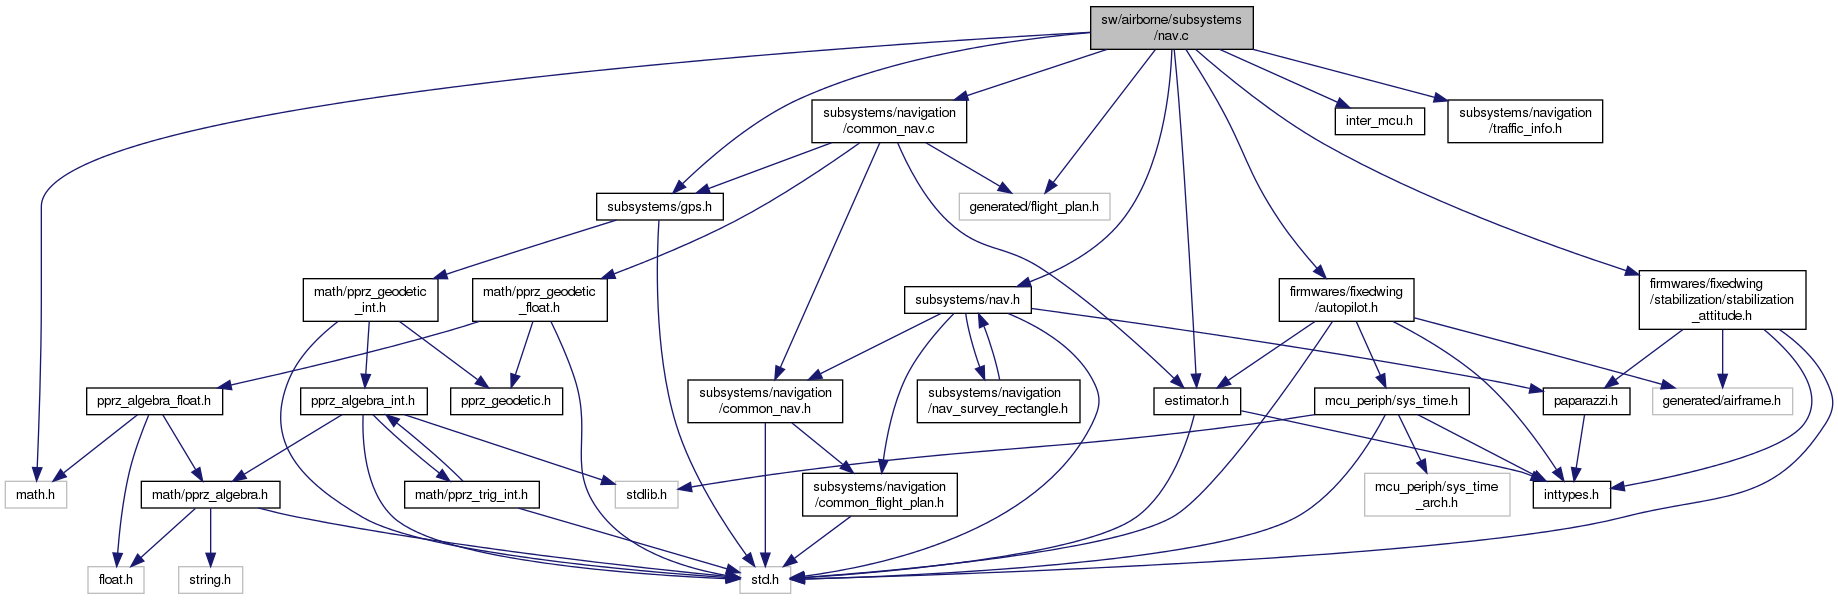 sw/airborne/subsystems
/nav.c
subsystems/navigation
/common_nav.c
inter_mcu.h
subsystems/navigation
/traffic_info.h
subsystems/gps.h
generated/flight_plan.h
math/pprz_geodetic
_int.h
math/pprz_geodetic
_float.h
subsystems/nav.h
firmwares/fixedwing
/autopilot.h
firmwares/fixedwing
/stabilization/stabilization
_attitude.h
pprz_algebra_float.h
pprz_algebra_int.h
pprz_geodetic.h
subsystems/navigation
/common_nav.h
subsystems/navigation
/nav_survey_rectangle.h
estimator.h
mcu_periph/sys_time.h
paparazzi.h
generated/airframe.h
math.h
math/pprz_algebra.h
math/pprz_trig_int.h
stdlib.h
subsystems/navigation
/common_flight_plan.h
mcu_periph/sys_time
_arch.h
inttypes.h
float.h
string.h
std.h